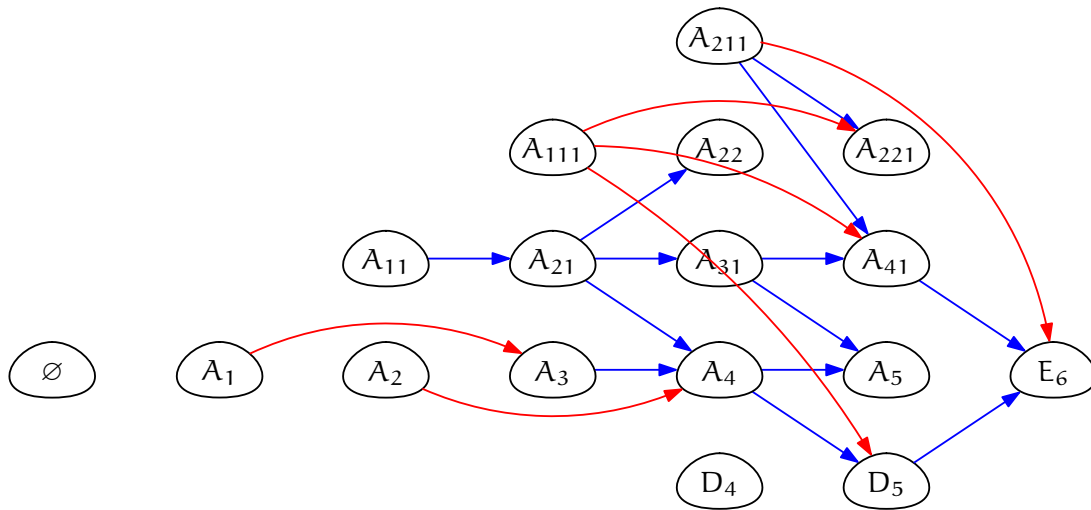 A₂₁₁
A₁₁₁ A₂₂ A₂₂₁
A₁₁ A₂₁ A₃₁ A₄₁
∅ A₁ A₂ A₃ A₄ A₅ E₆
D₄ D₅